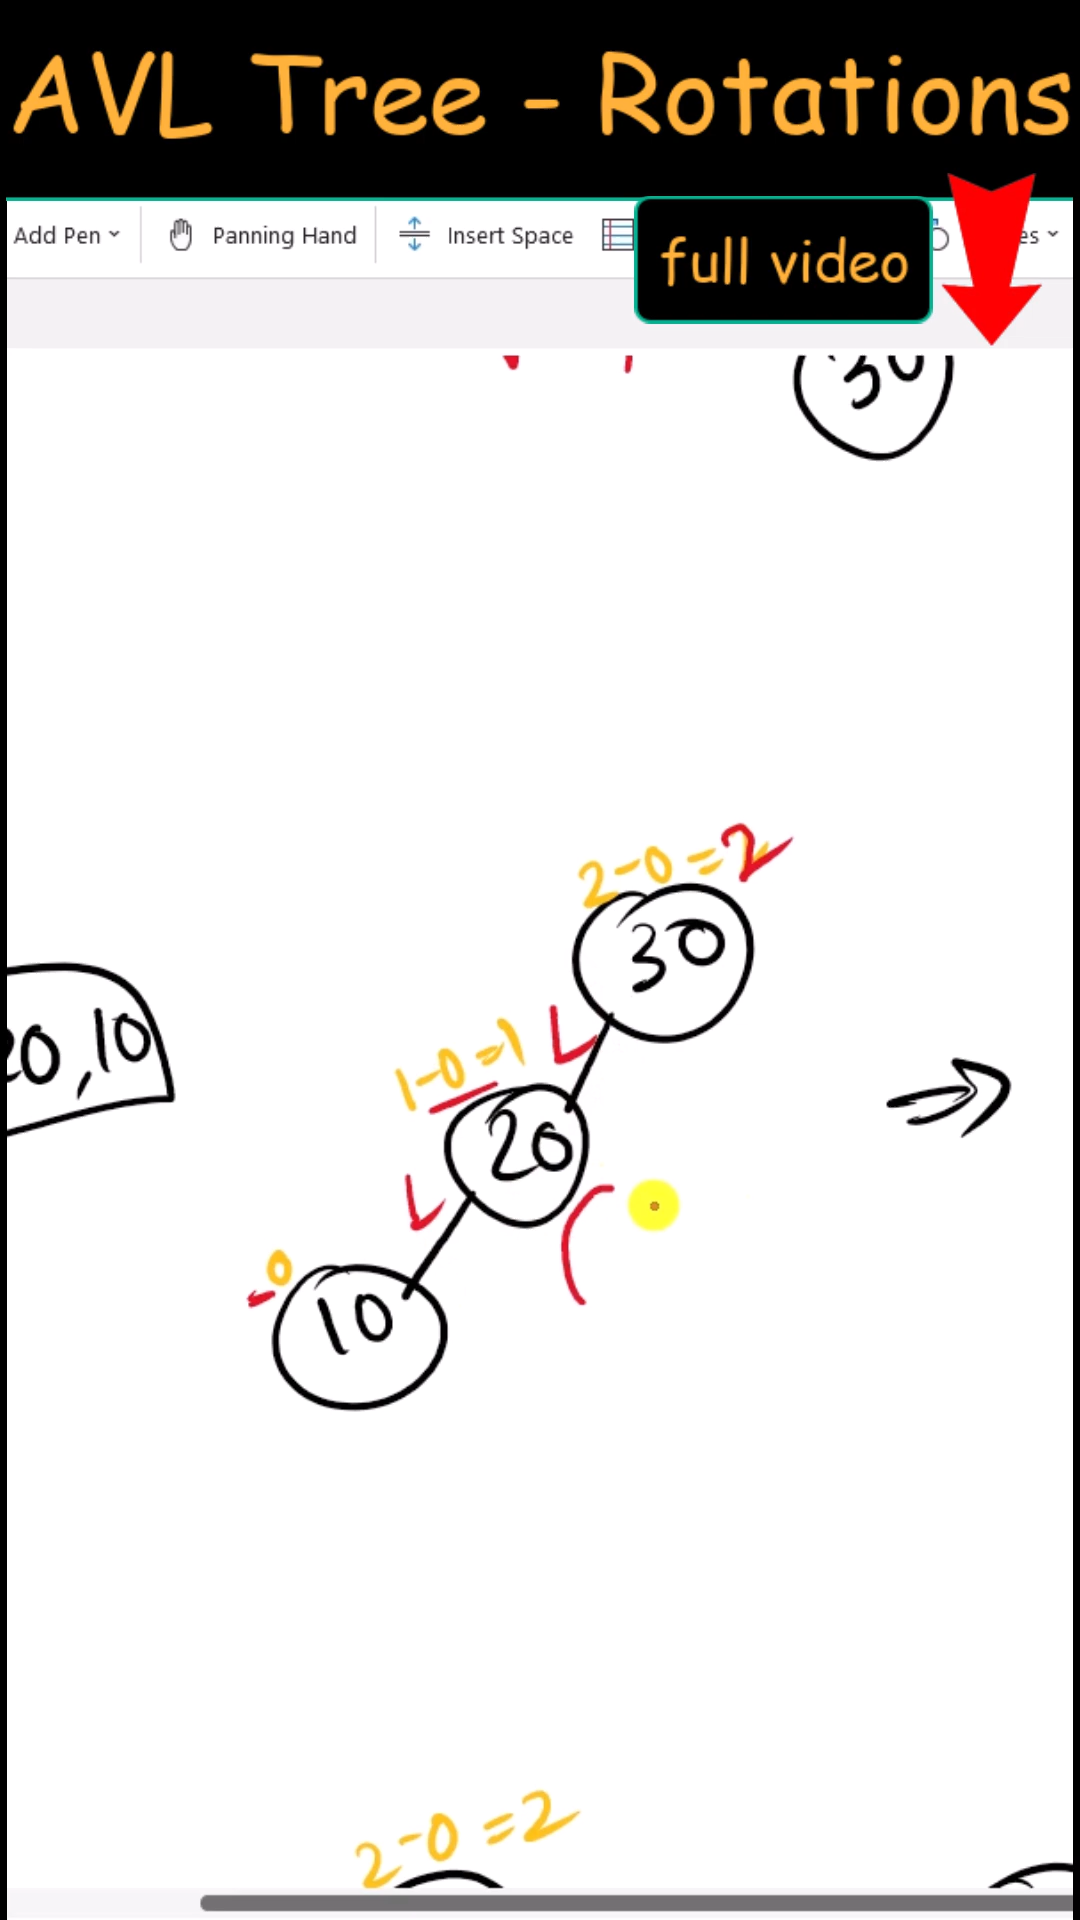 AVL Tree - Rotations
Add Pen Panning Hand Insert Space
full video
30
2-0=2
30
L
1-0=1
20
0,10
L
-0
10
2-0=2